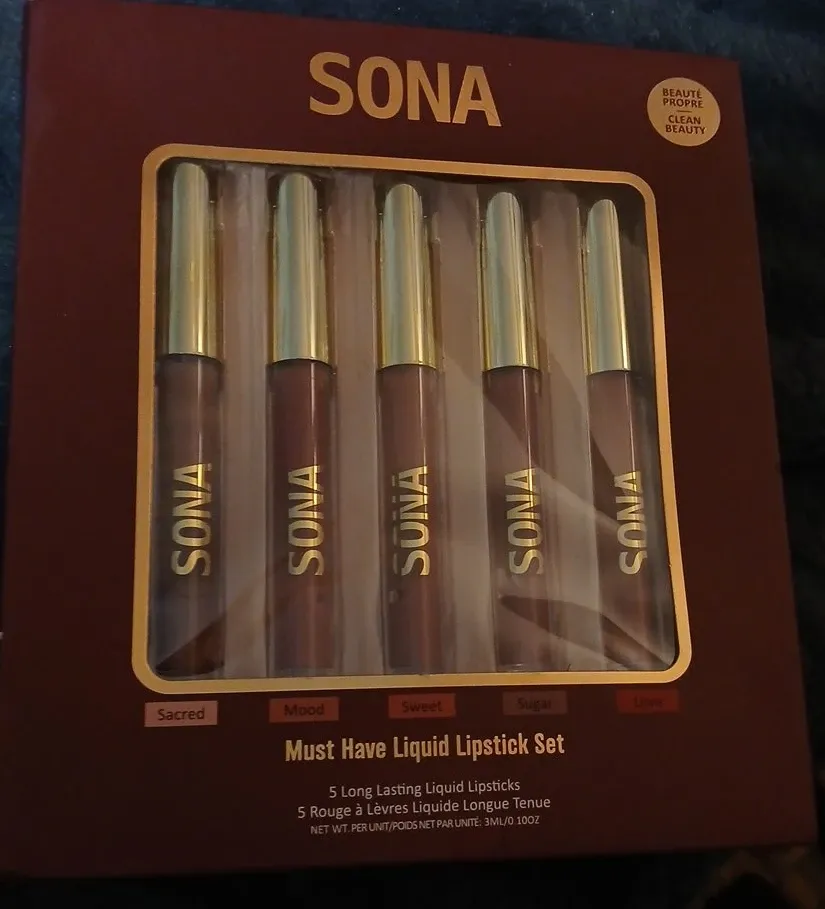 SONA
BEAUTÉ
PROPRE
CLEAN
BEAUTY
SONA
SONA
SONA
SONA
SONA
Sacred
Mood
Sweet
Sugar
Love
Must Have Liquid Lipstick Set
5 Long Lasting Liquid Lipsticks
5 Rouge à Lèvres Liquide Longue Tenue
NET WT. PER UNIT/POIDS NET PAR UNITÉ: 3ML/0.10OZ